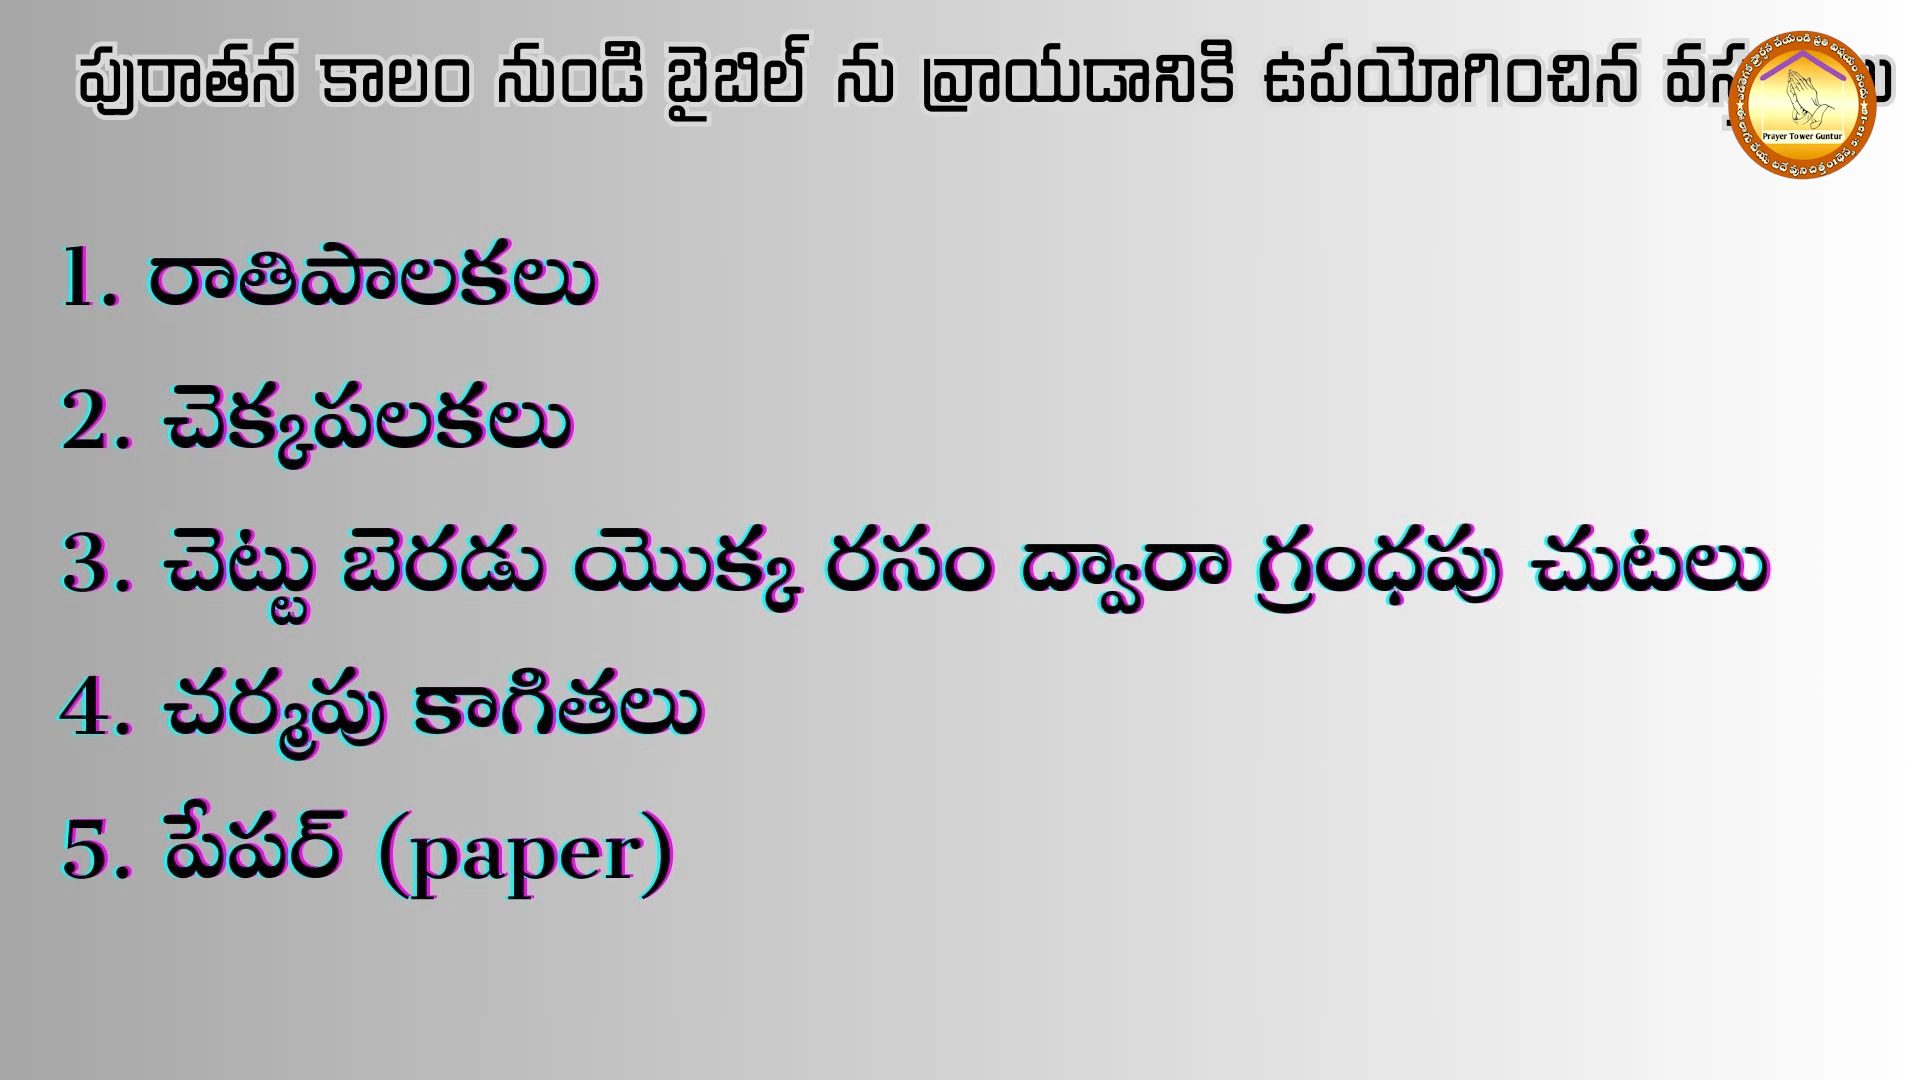 పురాతన కాలం నుండి బైబిల్ ను వ్రాయడానికి ఉపయోగించిన
Prayer Tower Guntur
1. రాతిపాలకలు
2. చెక్కపలకలు
3. చెట్టు బెరడు యొక్క రసం ద్వారా గ్రంధపు చుటలు
4. చర్మపు కాగితలు
5. పేపర్ (paper)